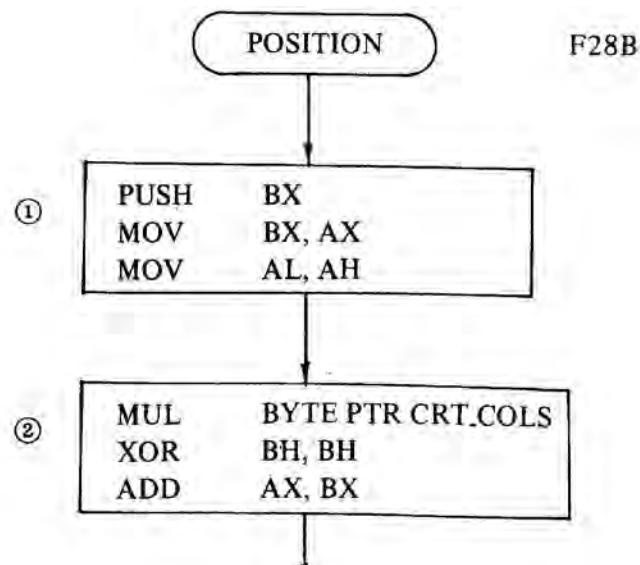 POSITION F28B
① PUSH BX
MOV BX, AX
MOV AL, AH
② MUL BYTE PTR CRT_COLS
XOR BH, BH
ADD AX, BX